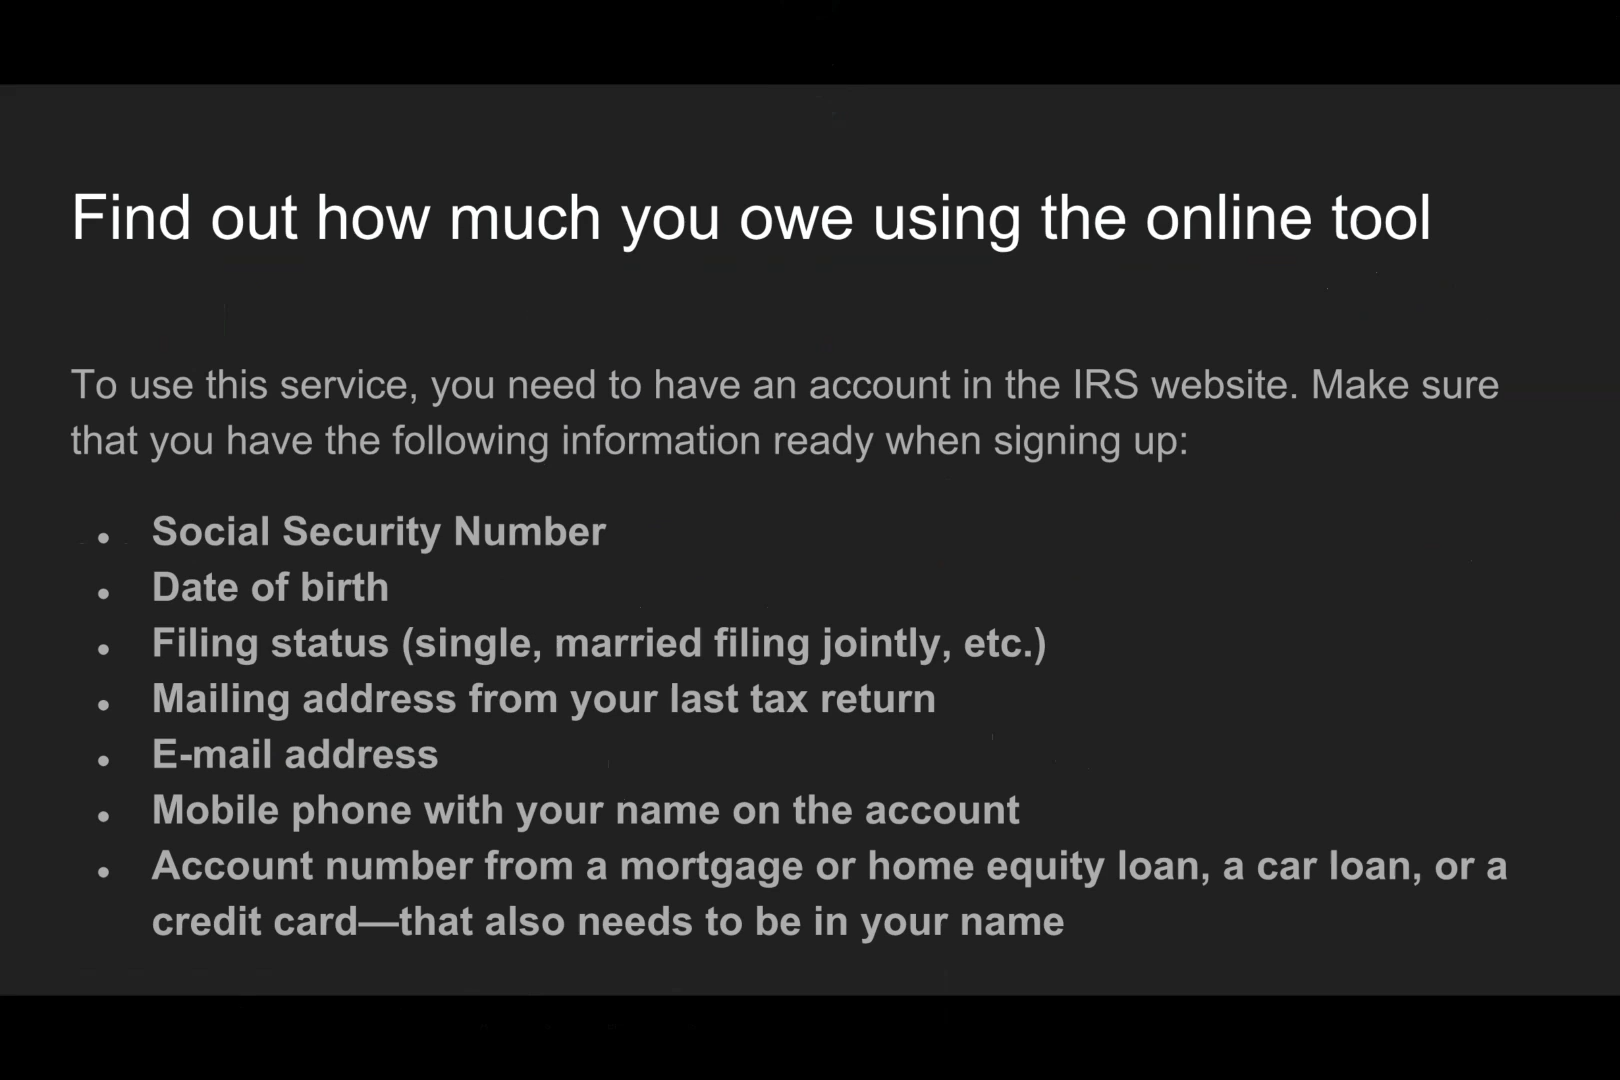 Find out how much you owe using the online tool
To use this service, you need to have an account in the IRS website. Make sure
that you have the following information ready when signing up:
● Social Security Number
● Date of birth
● Filing status (single, married filing jointly, etc.)
● Mailing address from your last tax return
● E-mail address
● Mobile phone with your name on the account
● Account number from a mortgage or home equity loan, a car loan, or a
credit card—that also needs to be in your name